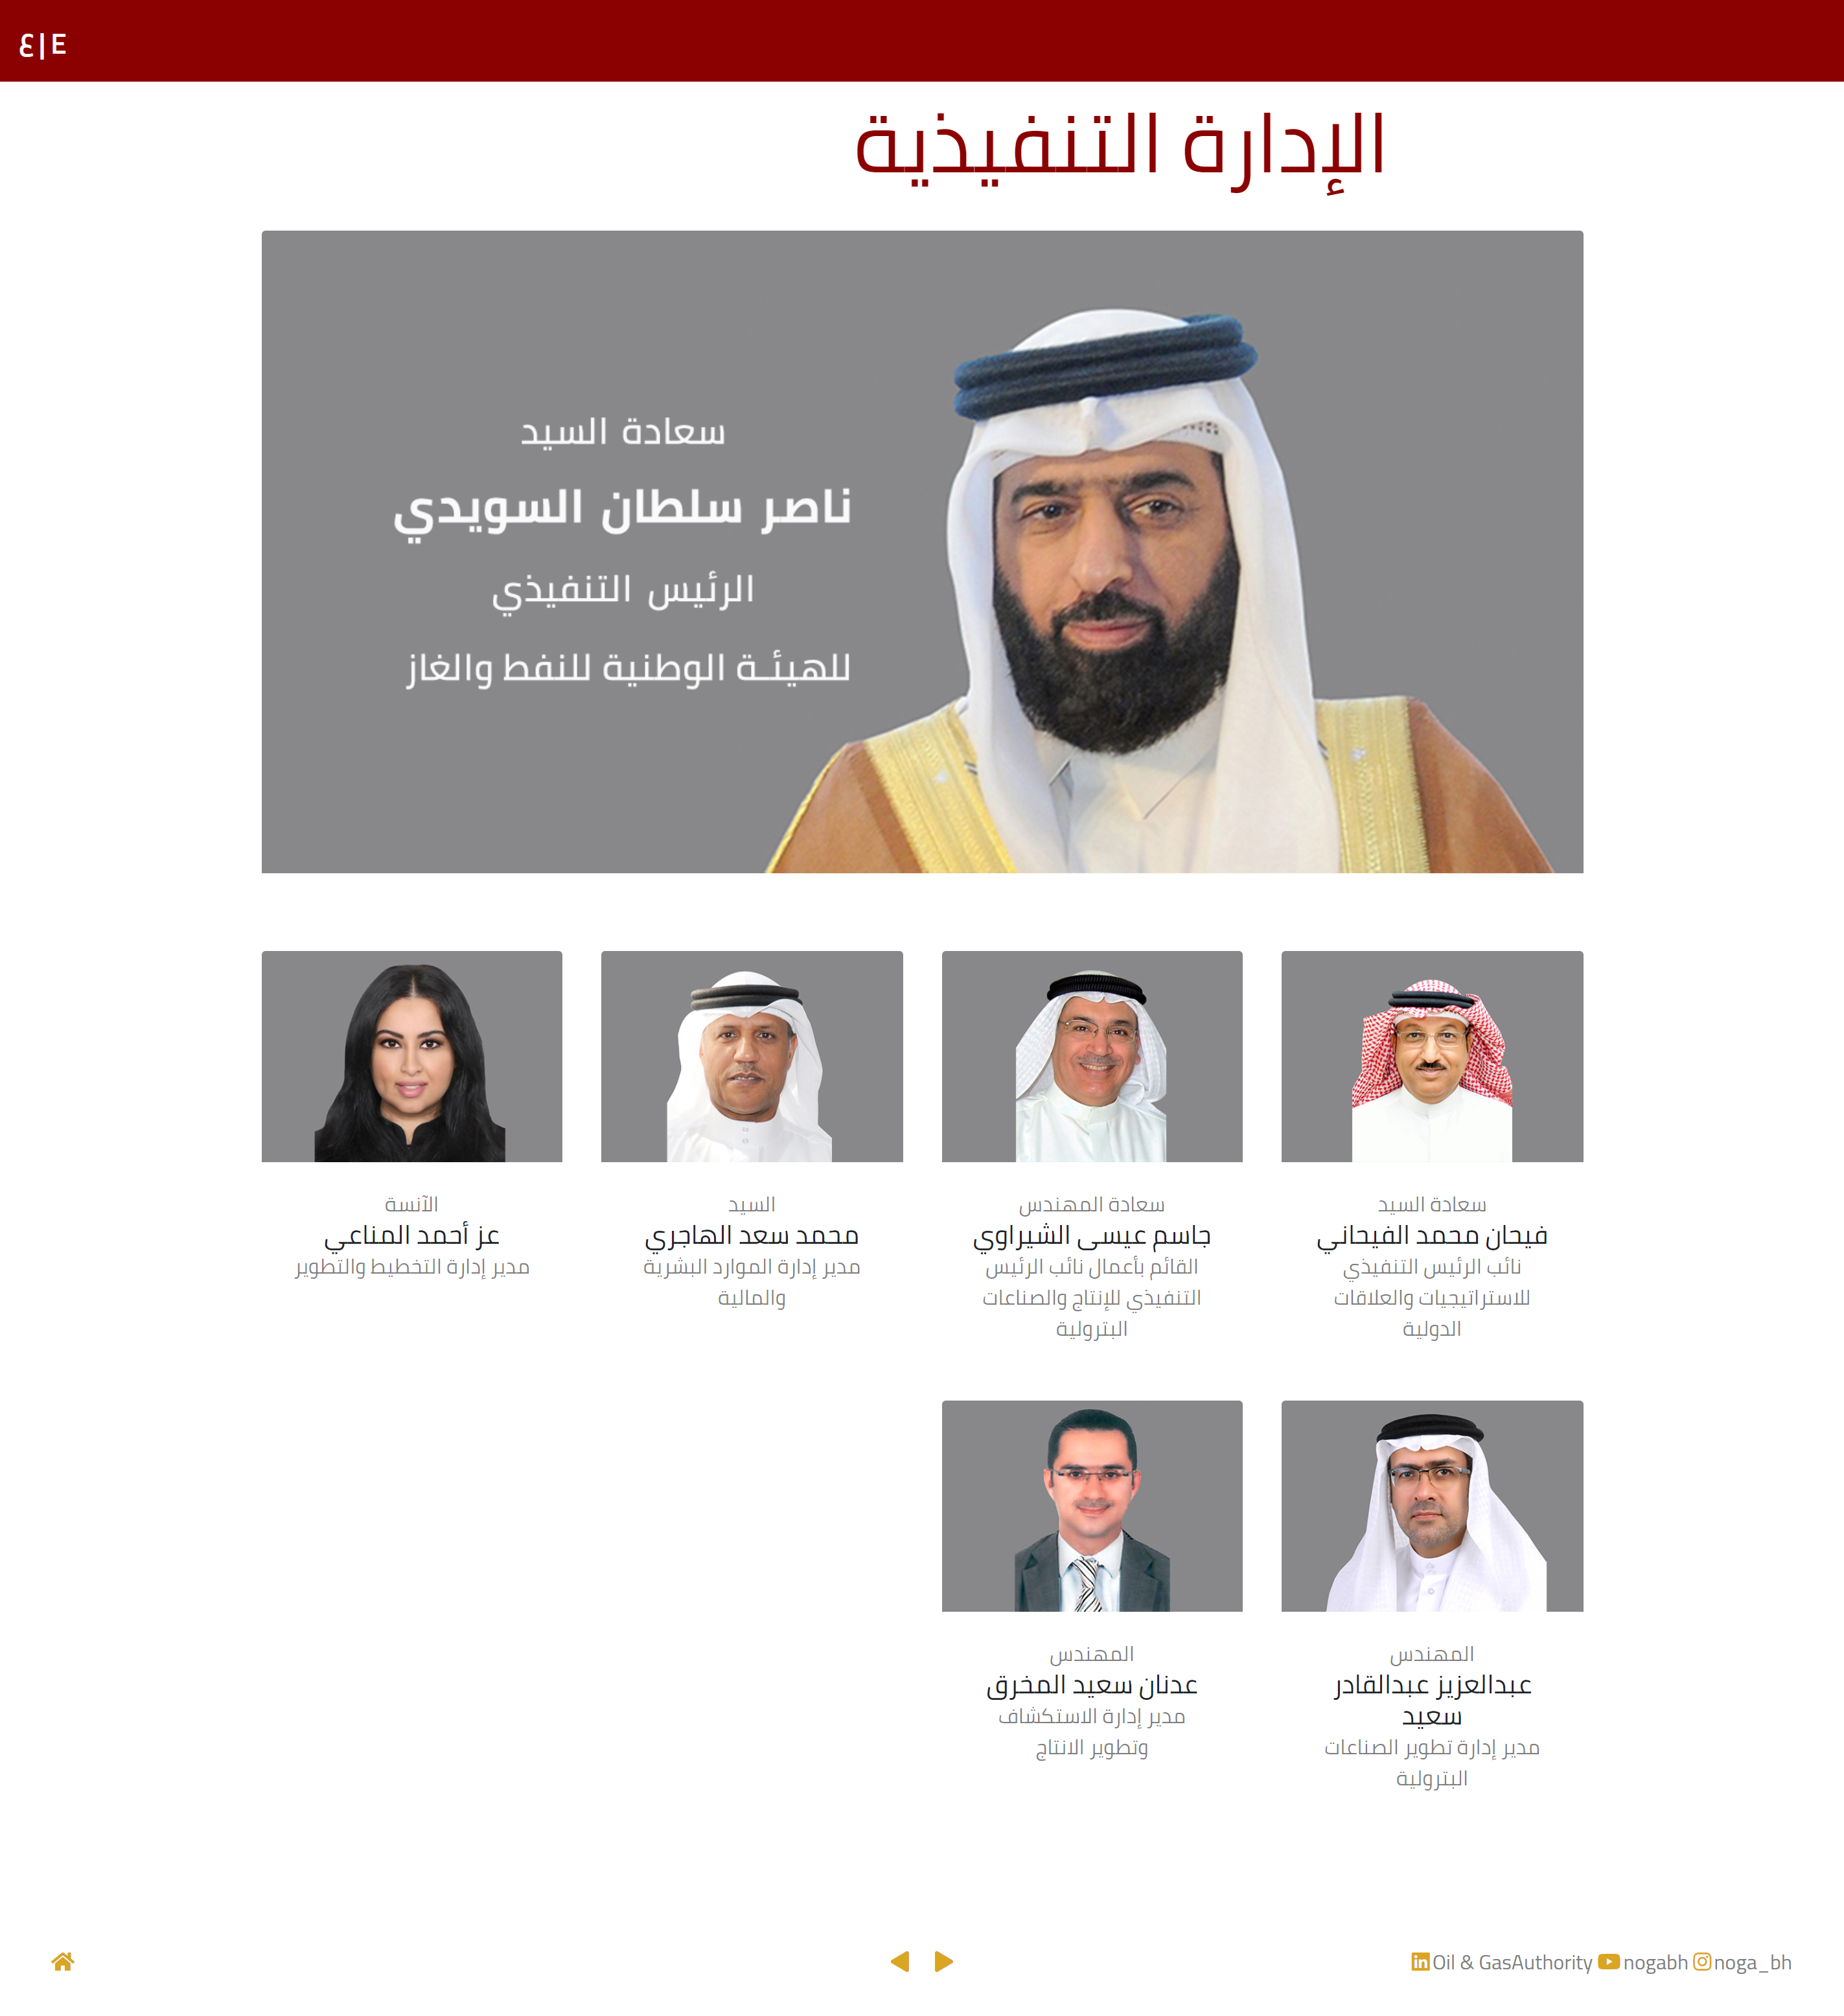 ع|E
الإدارة التنفيذية
سعادة السيد
ناصر سلطان السويدي
الرئيس التنفيذي
للهيئـة الوطنية للنفط والغاز
سعادة السيد
فيحان محمد الفيحاني
نائب الرئيس التنفيذي
للاستراتيجيات والعلاقات
الدولية
سعادة المهندس
جاسم عيسى الشيراوي
القائم بأعمال نائب الرئيس
التنفيذي للإنتاج والصناعات
البترولية
السيد
محمد سعد الهاجري
مدير إدارة الموارد البشرية
والمالية
الآنسة
عز أحمد المناعي
مدير إدارة التخطيط والتطوير
المهندس
عبدالعزيز عبدالقادر
سعيد
مدير إدارة تطوير الصناعات
البترولية
المهندس
عدنان سعيد المخرق
مدير إدارة الاستكشاف
وتطوير الانتاج
Oil & GasAuthority nogabh noga_bh